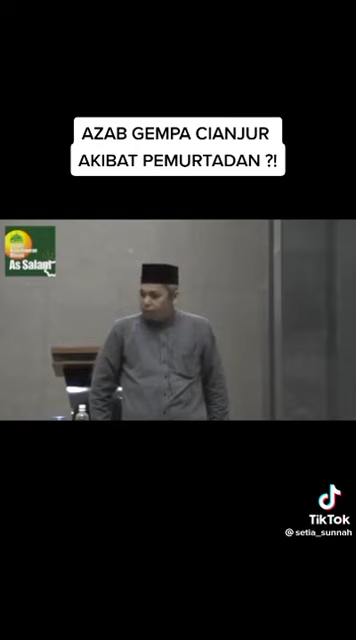 AZAB GEMPA CIANJUR
AKIBAT PEMURTADAN ?!
As Salam
TikTok
@setia_sunnah